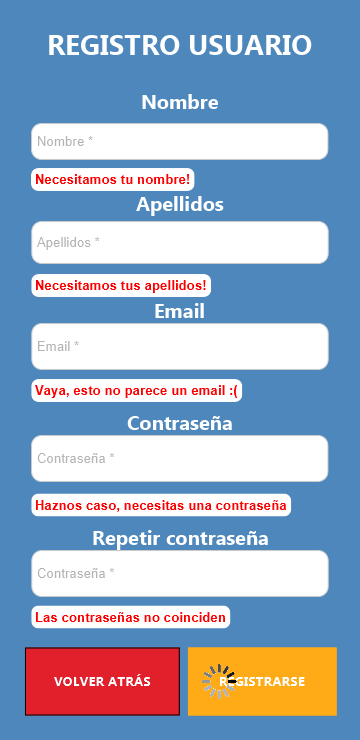 REGISTRO USUARIO
Nombre
Nombre *
Necesitamos tu nombre!
Apellidos
Apellidos *
Necesitamos tus apellidos!
Email
Email *
Vaya, esto no parece un email :(
Contraseña
Contraseña *
Haznos caso, necesitas una contraseña
Repetir contraseña
Contraseña *
Las contraseñas no coinciden
VOLVER ATRÁS
REGISTRARSE